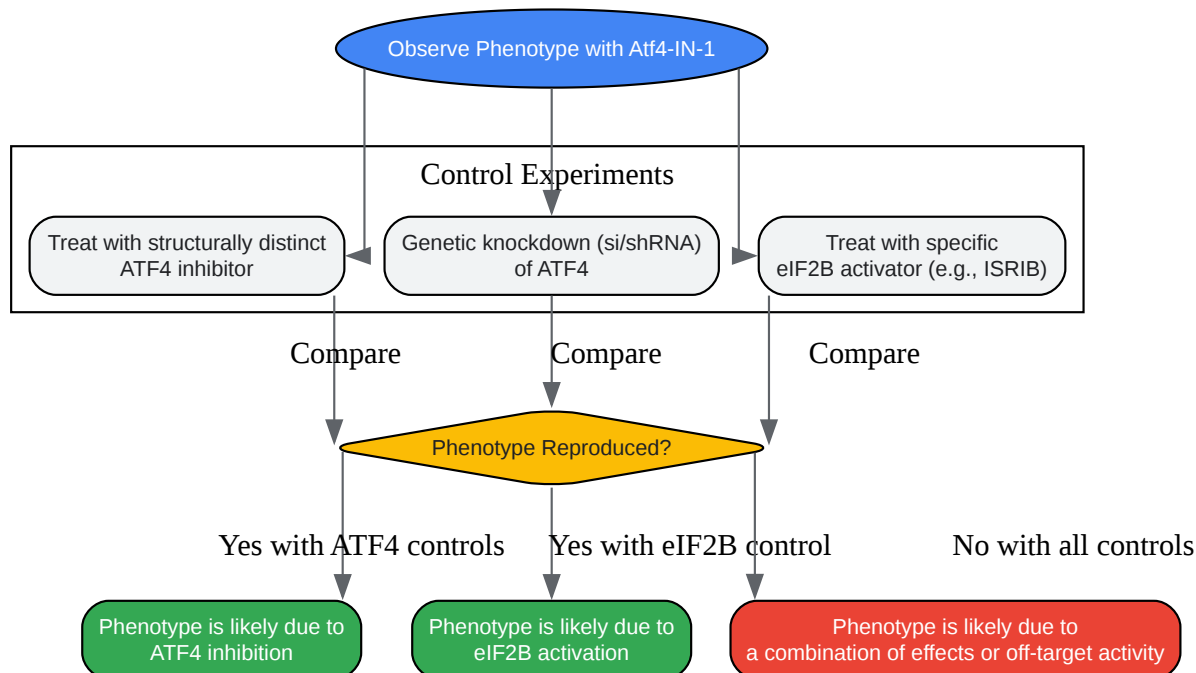 Observe Phenotype with Atf4-IN-1
Control Experiments
Treat with structurally distinct
ATF4 inhibitor
Genetic knockdown (si/shRNA)
of ATF4
Treat with specific
eIF2B activator (e.g., ISRIB)
Compare
Compare
Compare
Phenotype Reproduced?
Yes with ATF4 controls
Yes with eIF2B control
No with all controls
Phenotype is likely due to
ATF4 inhibition
Phenotype is likely due to
eIF2B activation
Phenotype is likely due to
a combination of effects or off-target activity